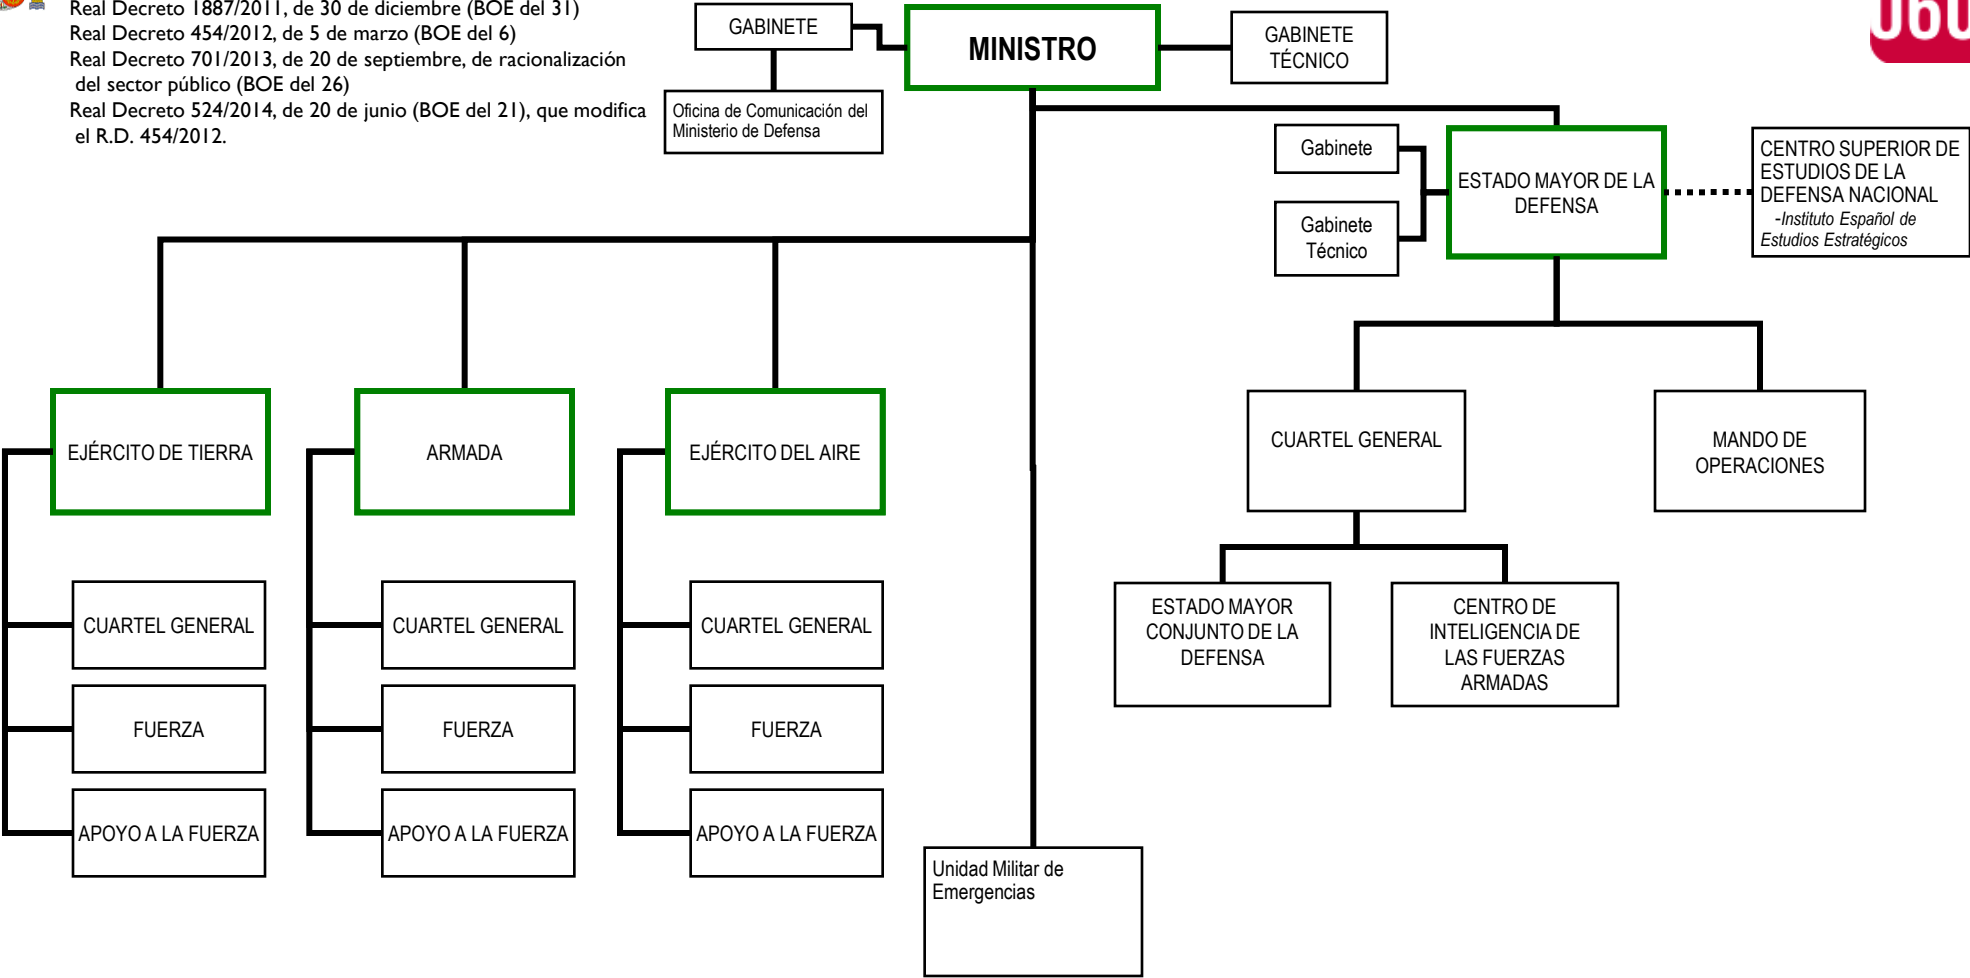 Real Decreto 1887/2011, de 30 de diciembre (BOE del 31)
Real Decreto 454/2012, de 5 de marzo (BOE del 6)
Real Decreto 701/2013, de 20 de septiembre, de racionalización
del sector público (BOE del 26)
Real Decreto 524/2014, de 20 de junio (BOE del 21), que modifica
el R.D. 454/2012.
GABINETE
MINISTRO
GABINETE
TÉCNICO
060
Oficina de Comunicación del
Ministerio de Defensa
Gabinete
Gabinete
Técnico
ESTADO MAYOR DE LA
DEFENSA
CENTRO SUPERIOR DE
ESTUDIOS DE LA
DEFENSA NACIONAL
-Instituto Español de
Estudios Estratégicos
EJÉRCITO DE TIERRA
ARMADA
EJÉRCITO DEL AIRE
CUARTEL GENERAL
MANDO DE
OPERACIONES
CUARTEL GENERAL
FUERZA
APOYO A LA FUERZA
CUARTEL GENERAL
FUERZA
APOYO A LA FUERZA
CUARTEL GENERAL
FUERZA
APOYO A LA FUERZA
ESTADO MAYOR
CONJUNTO DE LA
DEFENSA
CENTRO DE
INTELIGENCIA DE
LAS FUERZAS
ARMADAS
Unidad Militar de
Emergencias